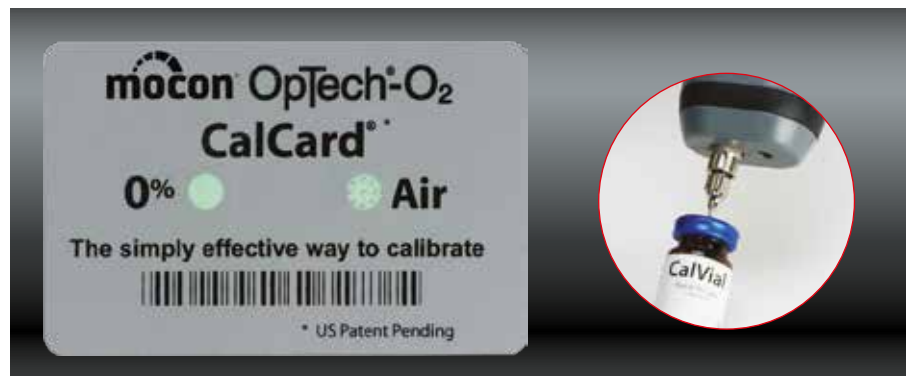 mocon OpTech®-O₂
CalCard® *
0% Air
The simply effective way to calibrate
* US Patent Pending
CalVial